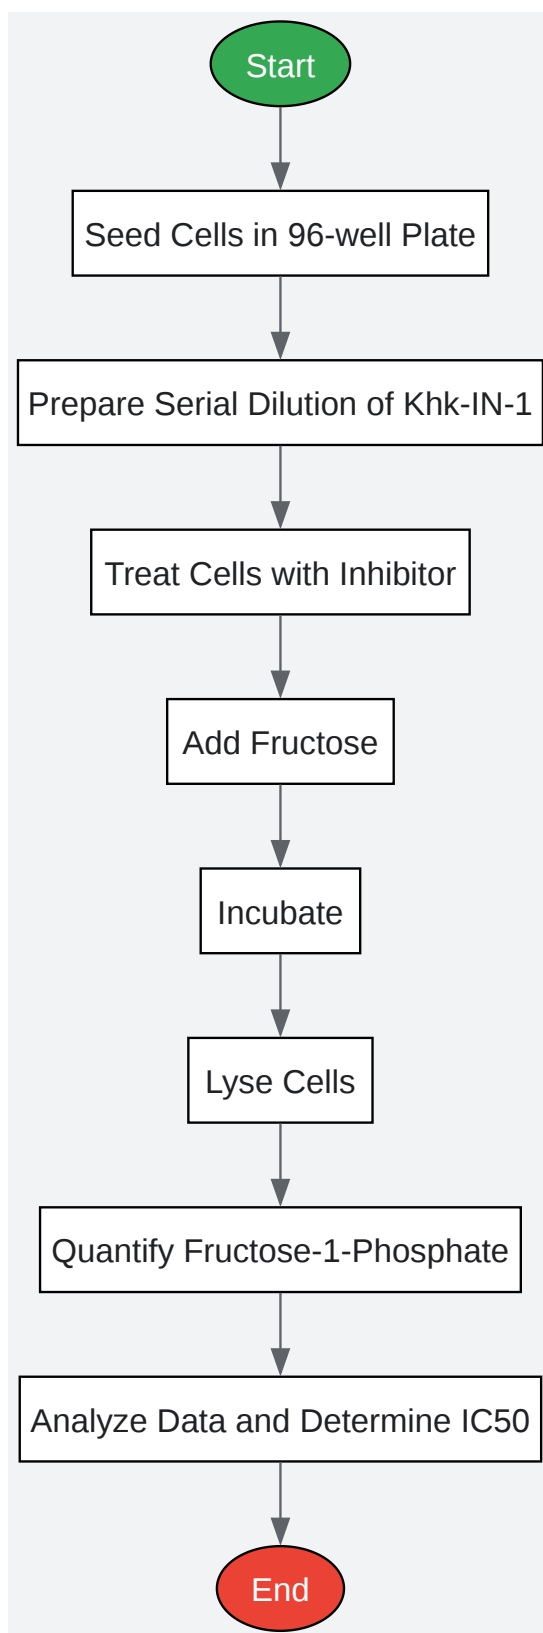 Start
Seed Cells in 96-well Plate
Prepare Serial Dilution of Khk-IN-1
Treat Cells with Inhibitor
Add Fructose
Incubate
Lyse Cells
Quantify Fructose-1-Phosphate
Analyze Data and Determine IC50
End